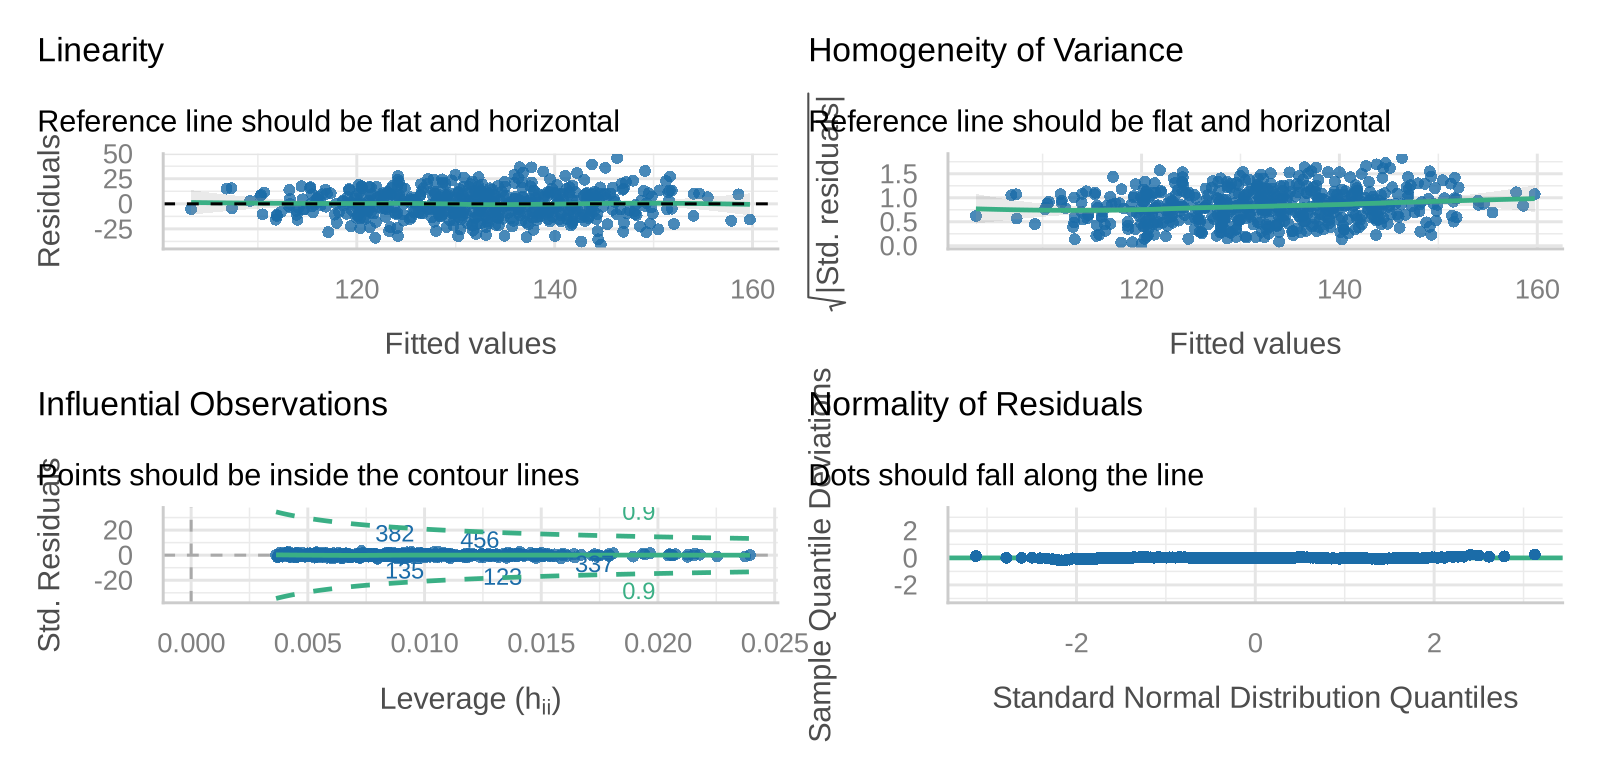 Linearity
Reference line should be flat and horizontal
Residuals
50
25
0
-25
120
140
160
Fitted values
Homogeneity of Variance
Reference line should be flat and horizontal
√|Std. residuals|
1.5
1.0
0.5
0.0
120
140
160
Fitted values
Influential Observations
Points should be inside the contour lines
Std. Residuals
20
0
-20
0.9
382
456
135
123
337
0.9
0.000
0.005
0.010
0.015
0.020
0.025
Leverage (hii)
Normality of Residuals
Dots should fall along the line
Sample Quantile Deviations
2
0
-2
-2
0
2
Standard Normal Distribution Quantiles